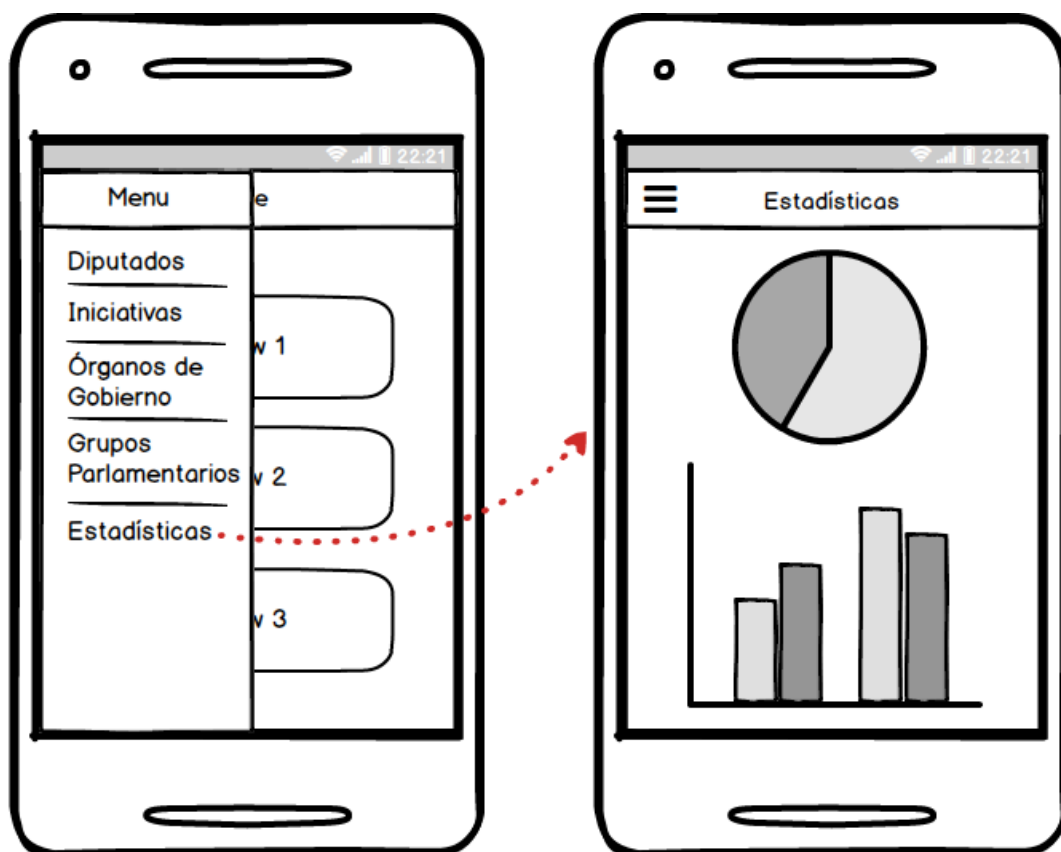 22:21
Menu
e
Diputados
Iniciativas
w 1
Órganos de
Gobierno
Grupos
Parlamentarios
w 2
Estadísticas
w 3
22:21
Estadísticas